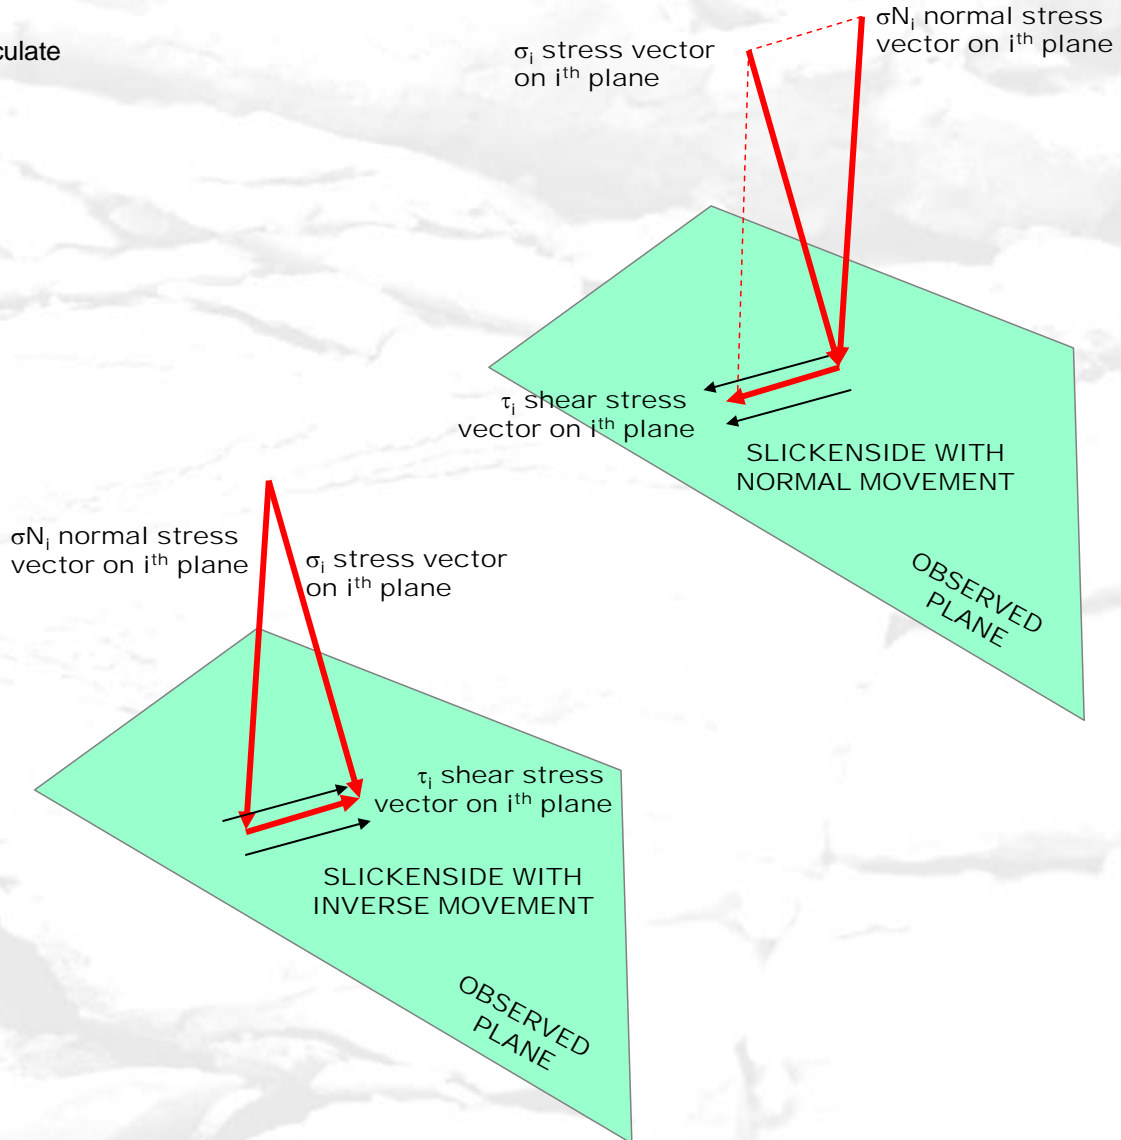 culate
σᵢ stress vector
on iᵗʰ plane
σNᵢ normal stress
vector on iᵗʰ plane
τᵢ shear stress
vector on iᵗʰ plane
SLICKENSIDE WITH
NORMAL MOVEMENT
OBSERVED
PLANE
σNᵢ normal stress
vector on iᵗʰ plane
σᵢ stress vector
on iᵗʰ plane
τᵢ shear stress
vector on iᵗʰ plane
SLICKENSIDE WITH
INVERSE MOVEMENT
OBSERVED
PLANE